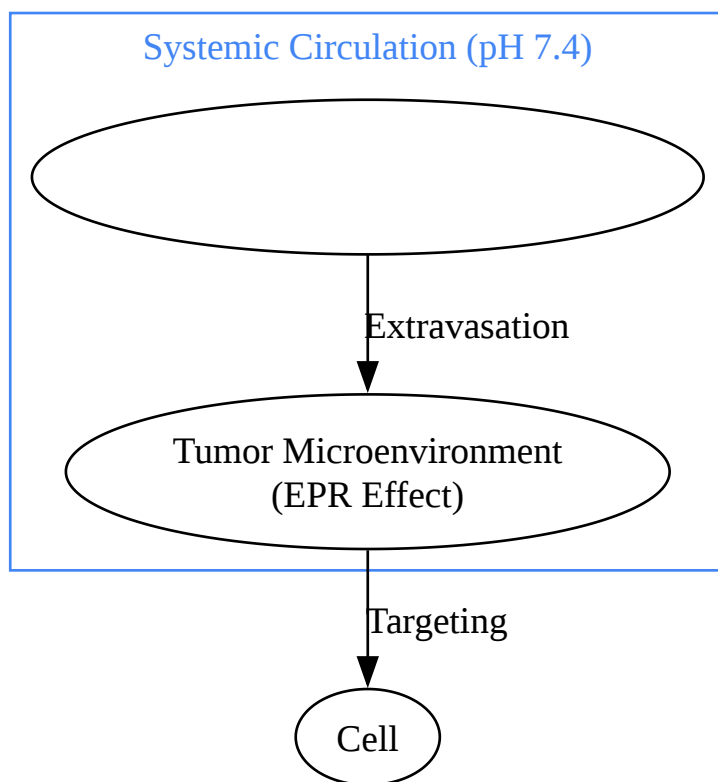 Systemic Circulation (pH 7.4)
Extravasation
Tumor Microenvironment
(EPR Effect)
Targeting
Cell